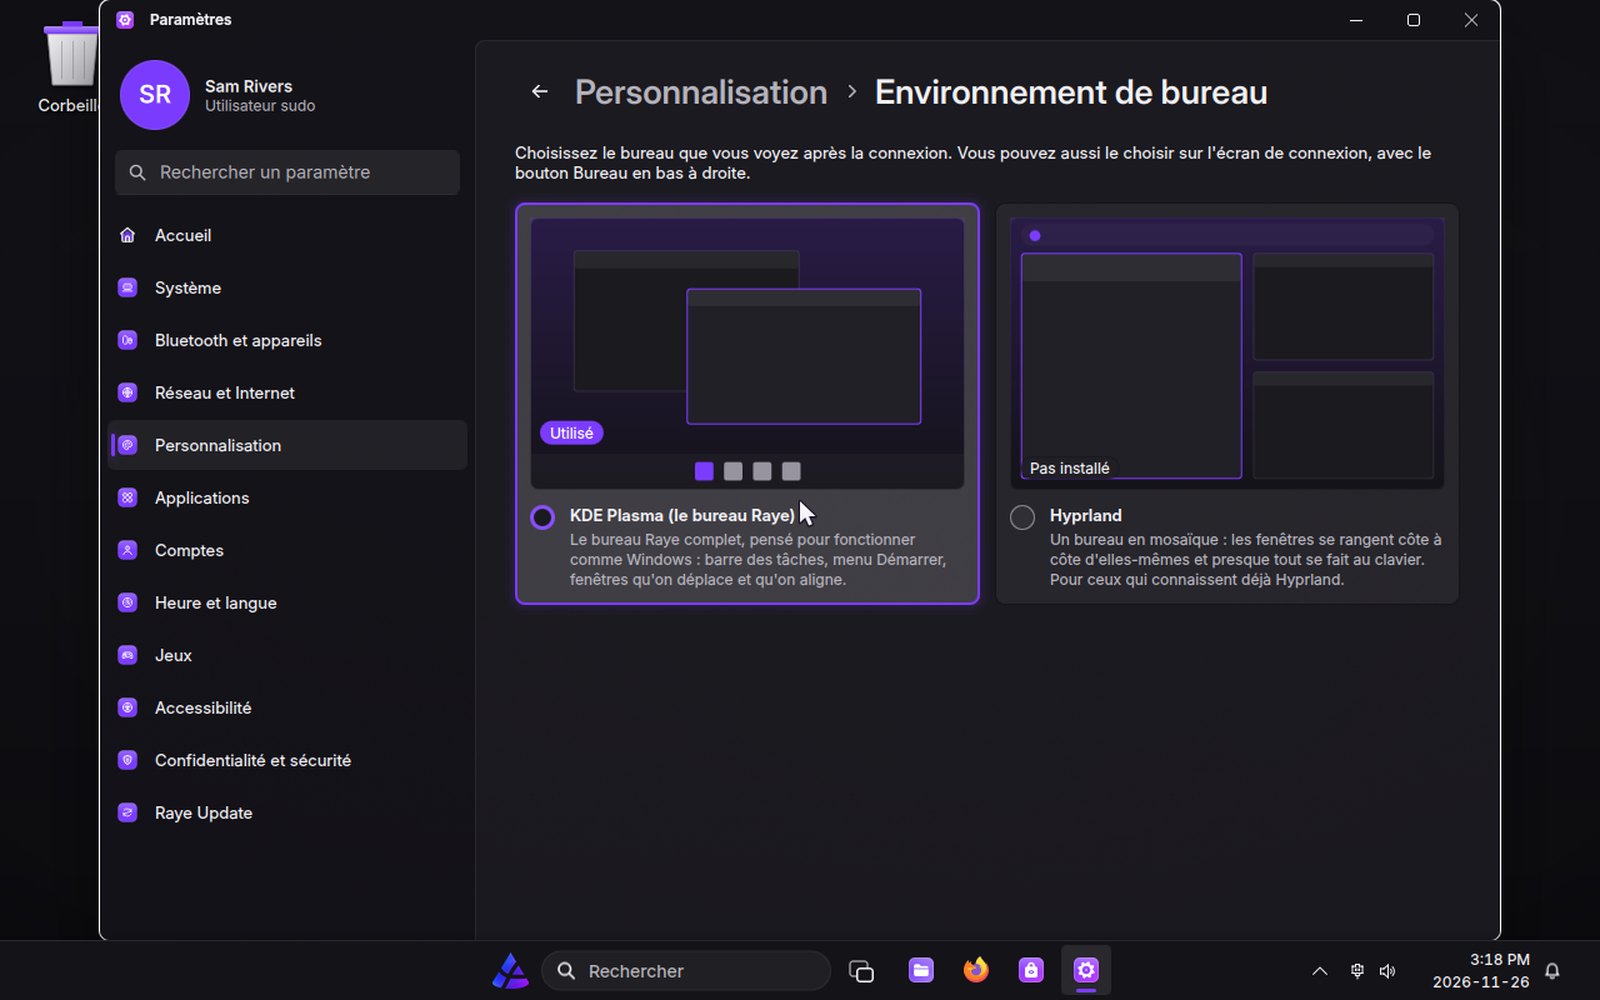 Paramètres
Corbeille
SR
Sam Rivers
Utilisateur sudo
Rechercher un paramètre
Accueil
Système
Bluetooth et appareils
Réseau et Internet
Personnalisation
Applications
Comptes
Heure et langue
Jeux
Accessibilité
Confidentialité et sécurité
Raye Update
Personnalisation > Environnement de bureau
Choisissez le bureau que vous voyez après la connexion. Vous pouvez aussi le choisir sur l'écran de connexion, avec le
bouton Bureau en bas à droite.
Utilisé
KDE Plasma (le bureau Raye)
Le bureau Raye complet, pensé pour fonctionner
comme Windows : barre des tâches, menu Démarrer,
fenêtres qu'on déplace et qu'on aligne.
Pas installé
Hyprland
Un bureau en mosaïque : les fenêtres se rangent côte à
côte d'elles-mêmes et presque tout se fait au clavier.
Pour ceux qui connaissent déjà Hyprland.
Rechercher
3:18 PM
2026-11-26